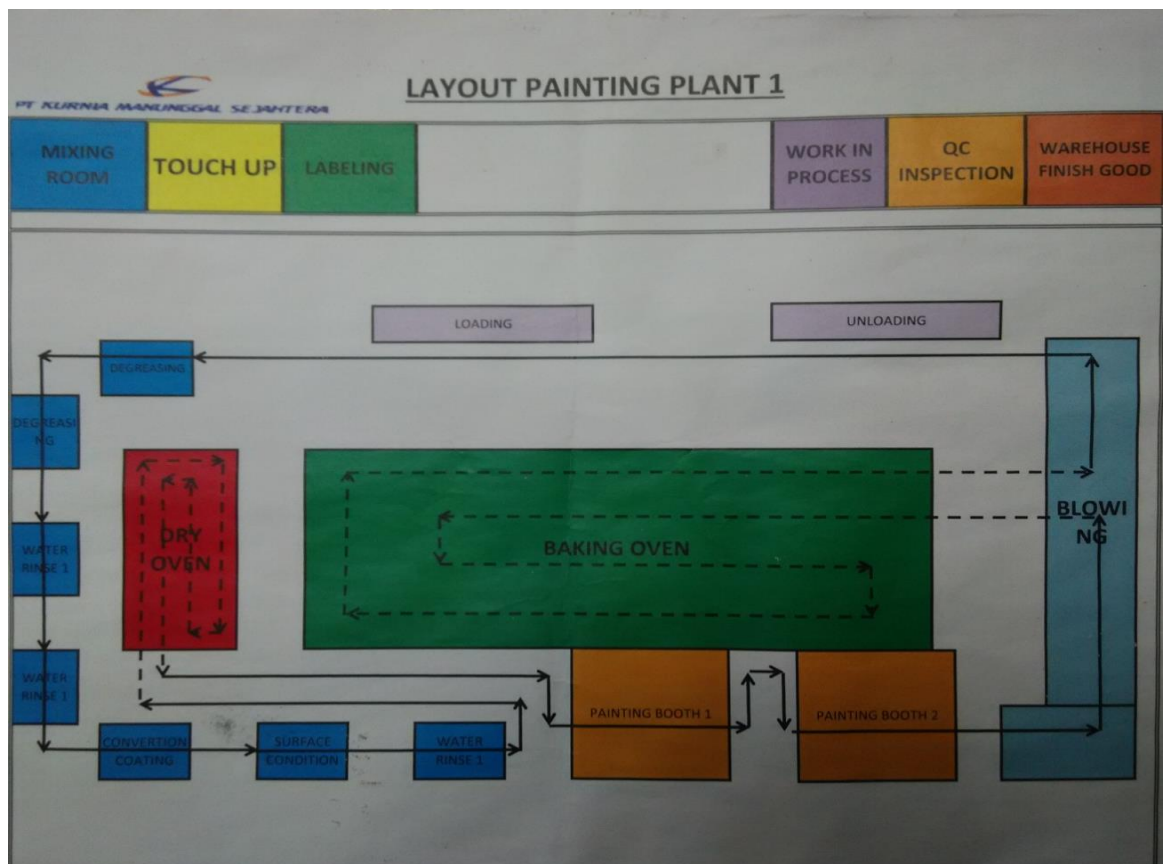 LAYOUT PAINTING PLANT 1
PT KURNIA MANUNGGAL SEJAHTERA
MIXING
ROOM
TOUCH UP
LABELING
WORK IN
PROCESS
QC
INSPECTION
WAREHOUSE
FINISH GOOD
LOADING
UNLOADING
DEGREASING
DEGREASI
NG
WATER
RINSE 1
DRY
OVEN
BAKING OVEN
BLOWI
NG
WATER
RINSE 1
CONVERTION
COATING
SURFACE
CONDITION
WATER
RINSE 1
PAINTING BOOTH 1
PAINTING BOOTH 2